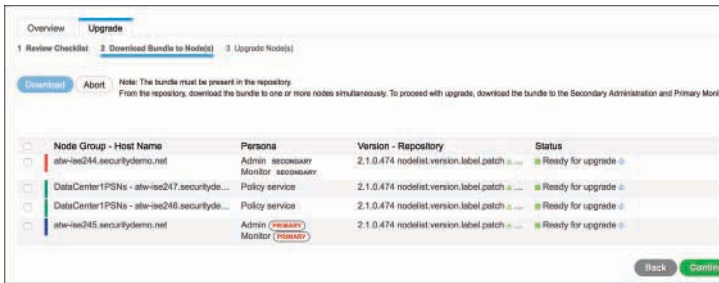 Overview Upgrade
1 Review Checklist 2 Download Bundle to Node(s) 3 Upgrade Node(s)
Download Abort Note: The bundle must be present in the repository.
From the repository, download the bundle to one or more nodes simultaneously. To proceed with upgrade, download the bundle to the Secondary Administration and Primary Moni
Node Group - Host Name Persona Version - Repository Status
atw-ise244.securitydemo.net Admin SECONDARY 2.1.0.474 nodelist.version.label.patch ... Ready for upgrade
Monitor SECONDARY
DataCenter1PSNs - atw-ise247.securityde... Policy service 2.1.0.474 nodelist.version.label.patch ... Ready for upgrade
DataCenter1PSNs - atw-ise246.securityde... Policy service 2.1.0.474 nodelist.version.label.patch ... Ready for upgrade
atw-ise245.securitydemo.net Admin PRIMARY 2.1.0.474 nodelist.version.label.patch ... Ready for upgrade
Monitor PRIMARY
Back Contin